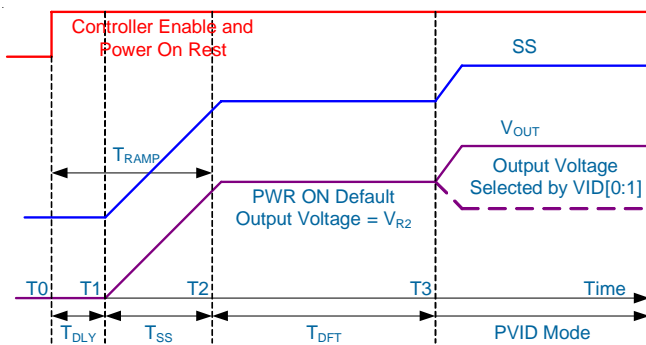 Controller Enable and
Power On Rest
SS
TRAMP
VOUT
PWR ON Default
Output Voltage = VR2
Output Voltage
Selected by VID[0:1]
T0 T1 T2 T3 Time
TDLY TSS TDFT PVID Mode